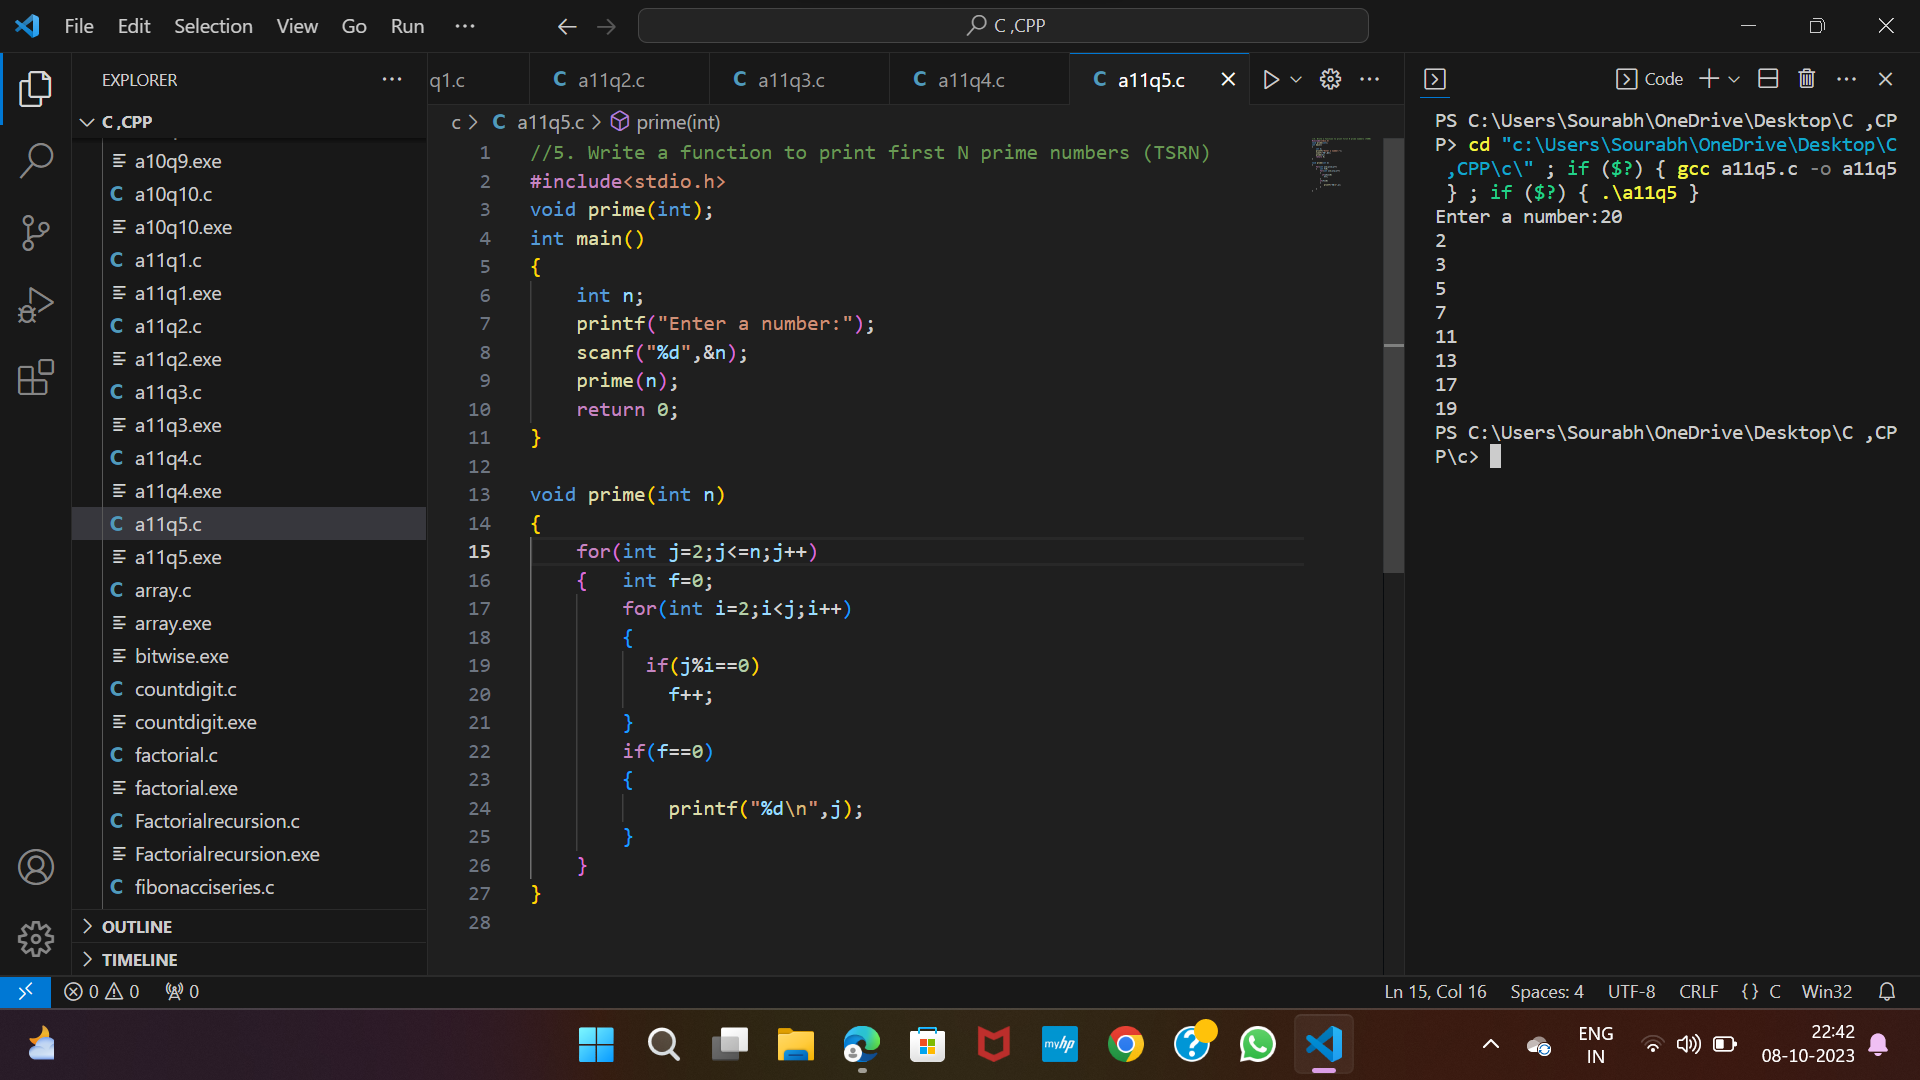 File Edit Selection View Go Run ···
C ,CPP
EXPLORER ···
C ,CPP
a10q9.exe
a10q10.c
a10q10.exe
a11q1.c
a11q1.exe
a11q2.c
a11q2.exe
a11q3.c
a11q3.exe
a11q4.c
a11q4.exe
a11q5.c
a11q5.exe
array.c
array.exe
bitwise.exe
countdigit.c
countdigit.exe
factorial.c
factorial.exe
Factorialrecursion.c
Factorialrecursion.exe
fibonacciseries.c
OUTLINE
TIMELINE
q1.c C a11q2.c C a11q3.c C a11q4.c C a11q5.c
c > C a11q5.c > prime(int)
1 //5. Write a function to print first N prime numbers (TSRN)
2 #include<stdio.h>
3 void prime(int);
4 int main()
5 {
6 int n;
7 printf("Enter a number:");
8 scanf("%d",&n);
9 prime(n);
10 return 0;
11 }
12
13 void prime(int n)
14 {
15 for(int j=2;j<=n;j++)
16 { int f=0;
17 for(int i=2;i<j;i++)
18 {
19 if(j%i==0)
20 f++;
21 }
22 if(f==0)
23 {
24 printf("%d\n",j);
25 }
26 }
27 }
28
Code
PS C:\Users\Sourabh\OneDrive\Desktop\C ,CP
P> cd "c:\Users\Sourabh\OneDrive\Desktop\C
,CPP\c\" ; if ($?) { gcc a11q5.c -o a11q5
} ; if ($?) { .\a11q5 }
Enter a number:20
2
3
5
7
11
13
17
19
PS C:\Users\Sourabh\OneDrive\Desktop\C ,CP
P\c>
0 0 0
Ln 15, Col 16 Spaces: 4 UTF-8 CRLF {} C Win32
myhp
ENG
IN
22:42
08-10-2023